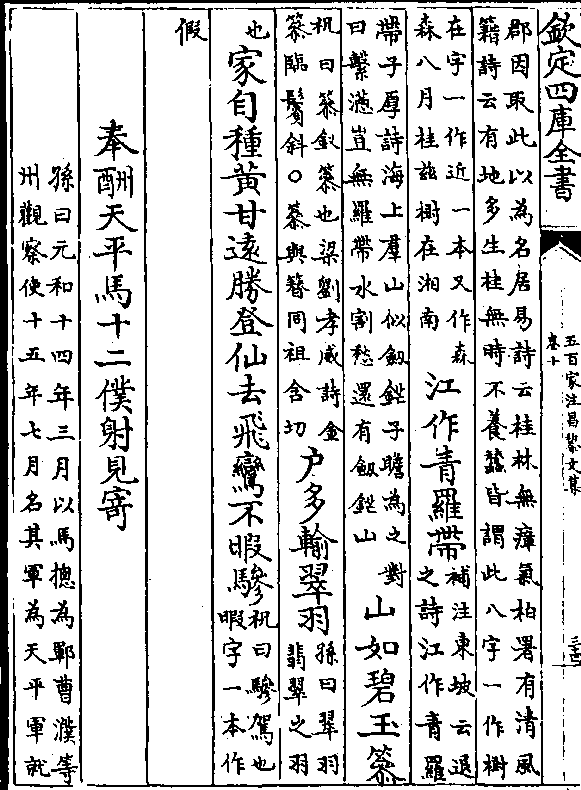 欽定四庫全書
五百家注昌黎文集
卷十
郡因取此以為名居易詩云桂林無瘴氣柏署有清風
籍詩云有地多生桂無時不養蠶皆謂此八字一作樹
在字一作近一本又作森
森八月桂兹樹在湘南
江作青羅帶
補注東坡云退
之詩江作青羅
帶子厚詩海上羣山似劔鋩子瞻為之對
曰繫懣豈無羅帶水割愁還有劔鋩山
山如碧玉篸
祝曰篸釵篸也梁劉孝威詩金
篸臨鬢斜○篸與簪同祖含切
户多輸翠羽
孫曰翠羽
翡翠之羽
也
家自種黄甘逺勝登仙去飛鸞不暇驂
祝曰驂駕也
暇字一本作
假
奉酬天平馬十二僕射見寄
孫曰元和十四年三月以馬摠為鄆曹濮等
州觀察使十五年七月名其軍為天平軍就